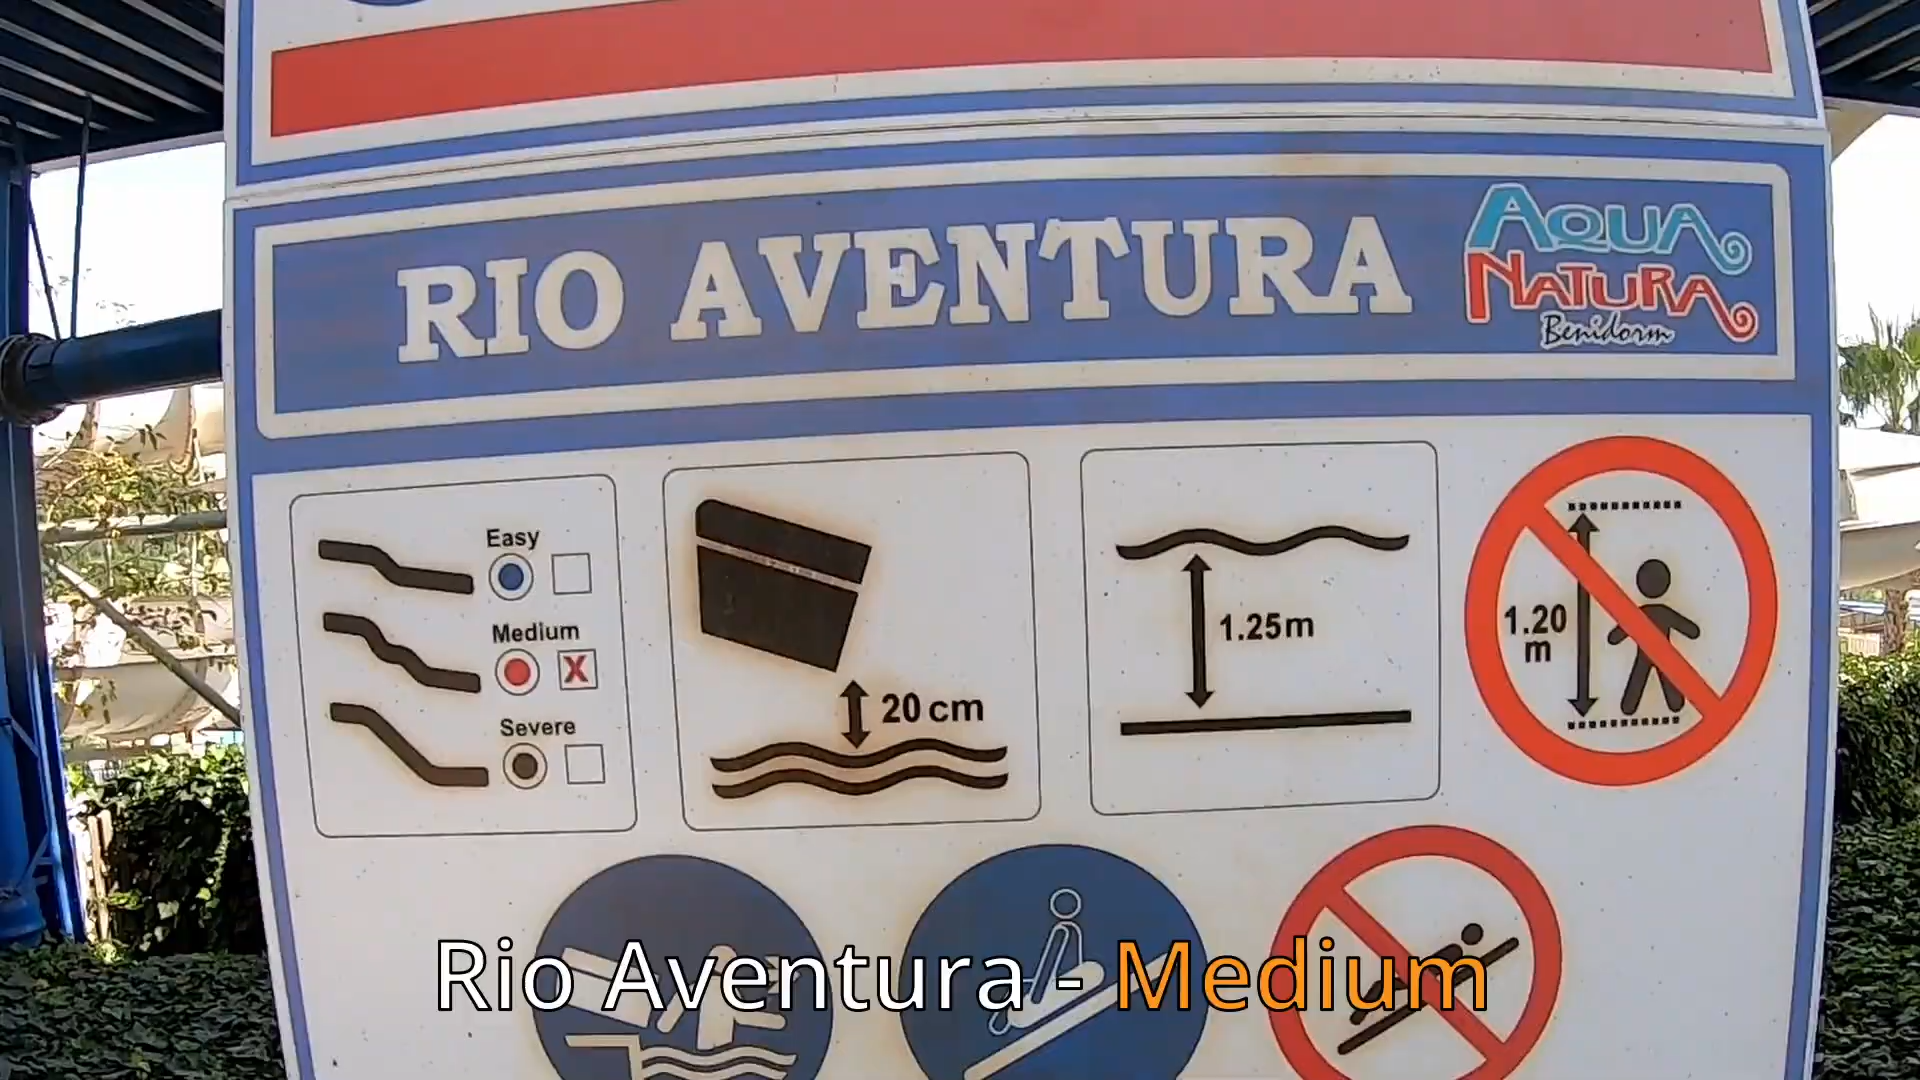 RIO AVENTURA
AQUA
NATURA
Benidorm
Easy
Medium
X
Severe
20 cm
1.25m
1.20
m
Rio Aventura - Medium